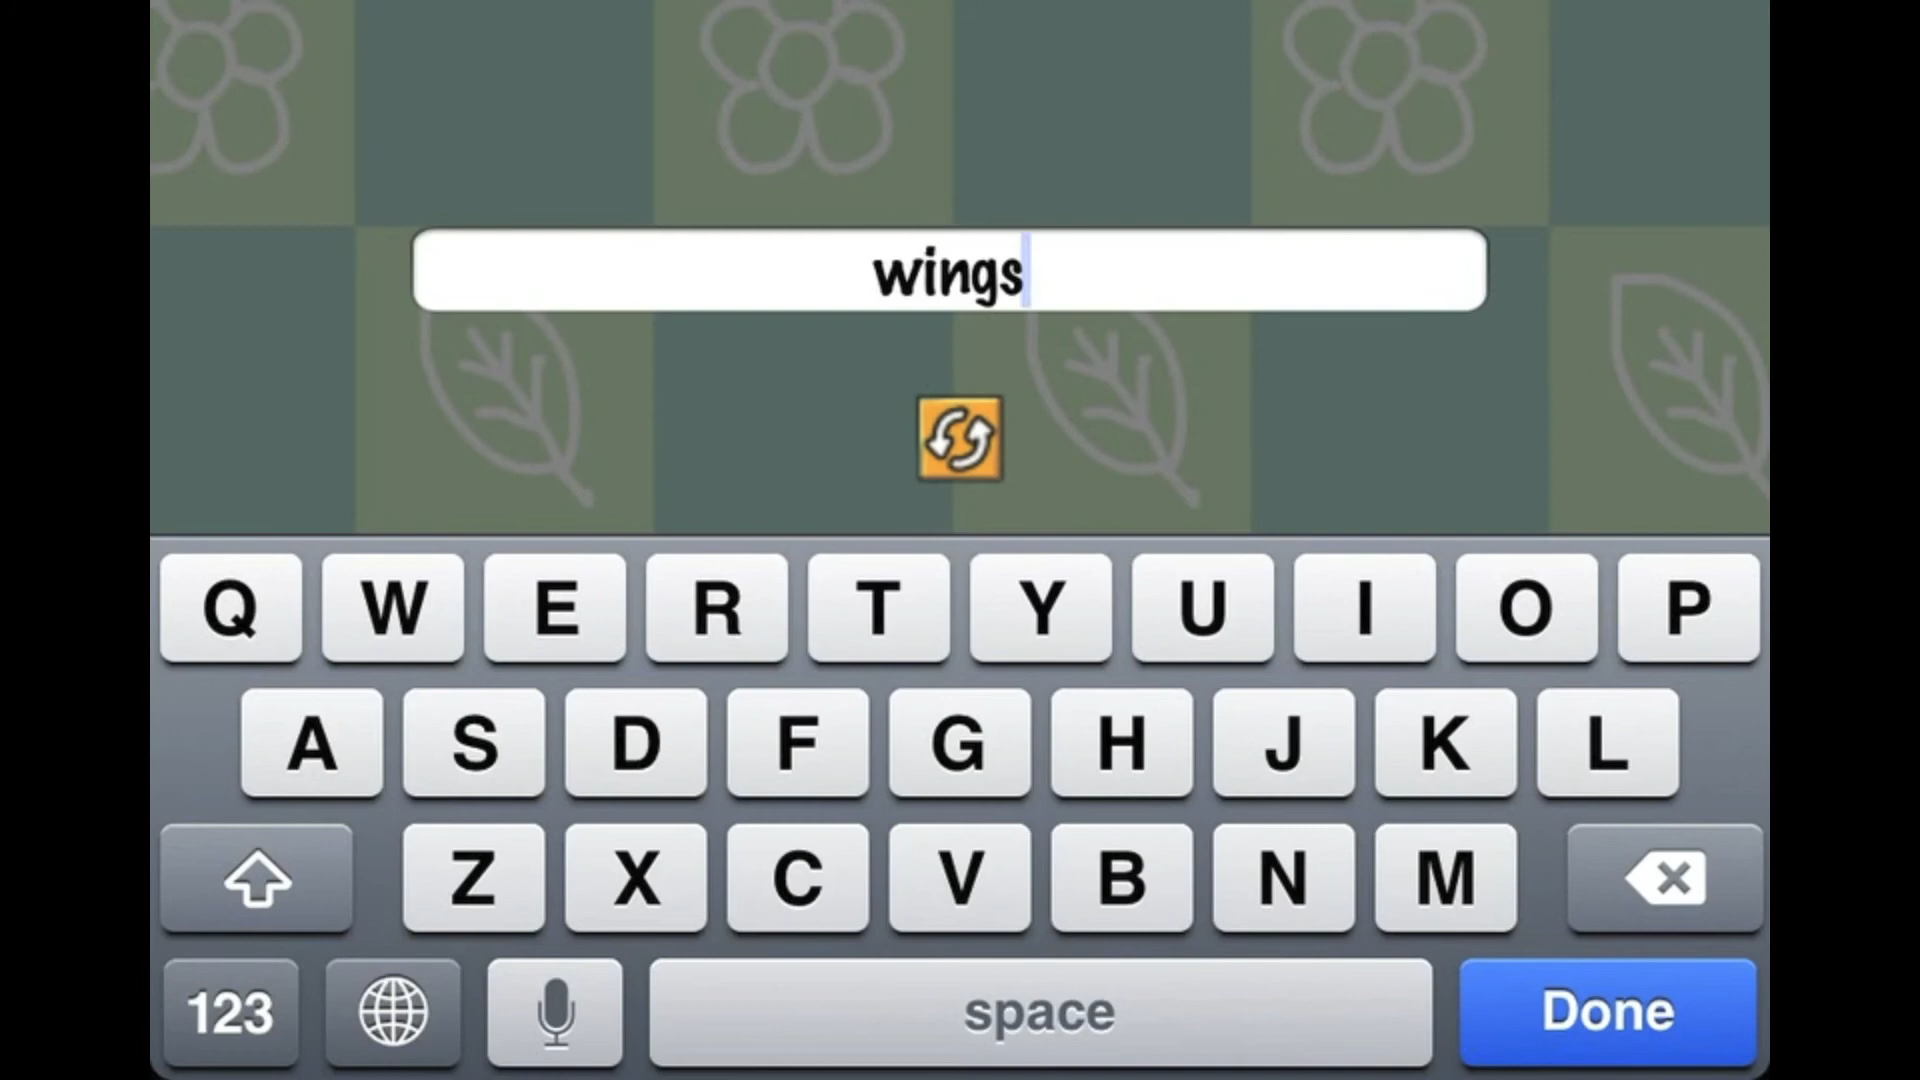 wings
Q W E R T Y U I O P
A S D F G H J K L
Z X C V B N M
123 space Done